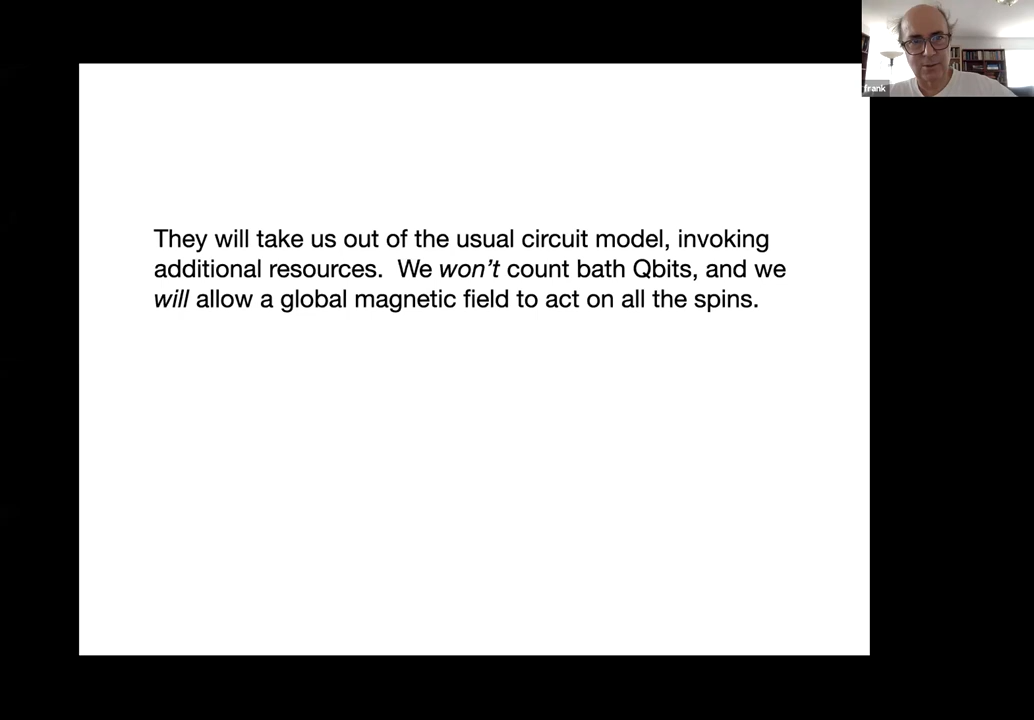 frank
They will take us out of the usual circuit model, invoking
additional resources.  We won’t count bath Qbits, and we
will allow a global magnetic field to act on all the spins.